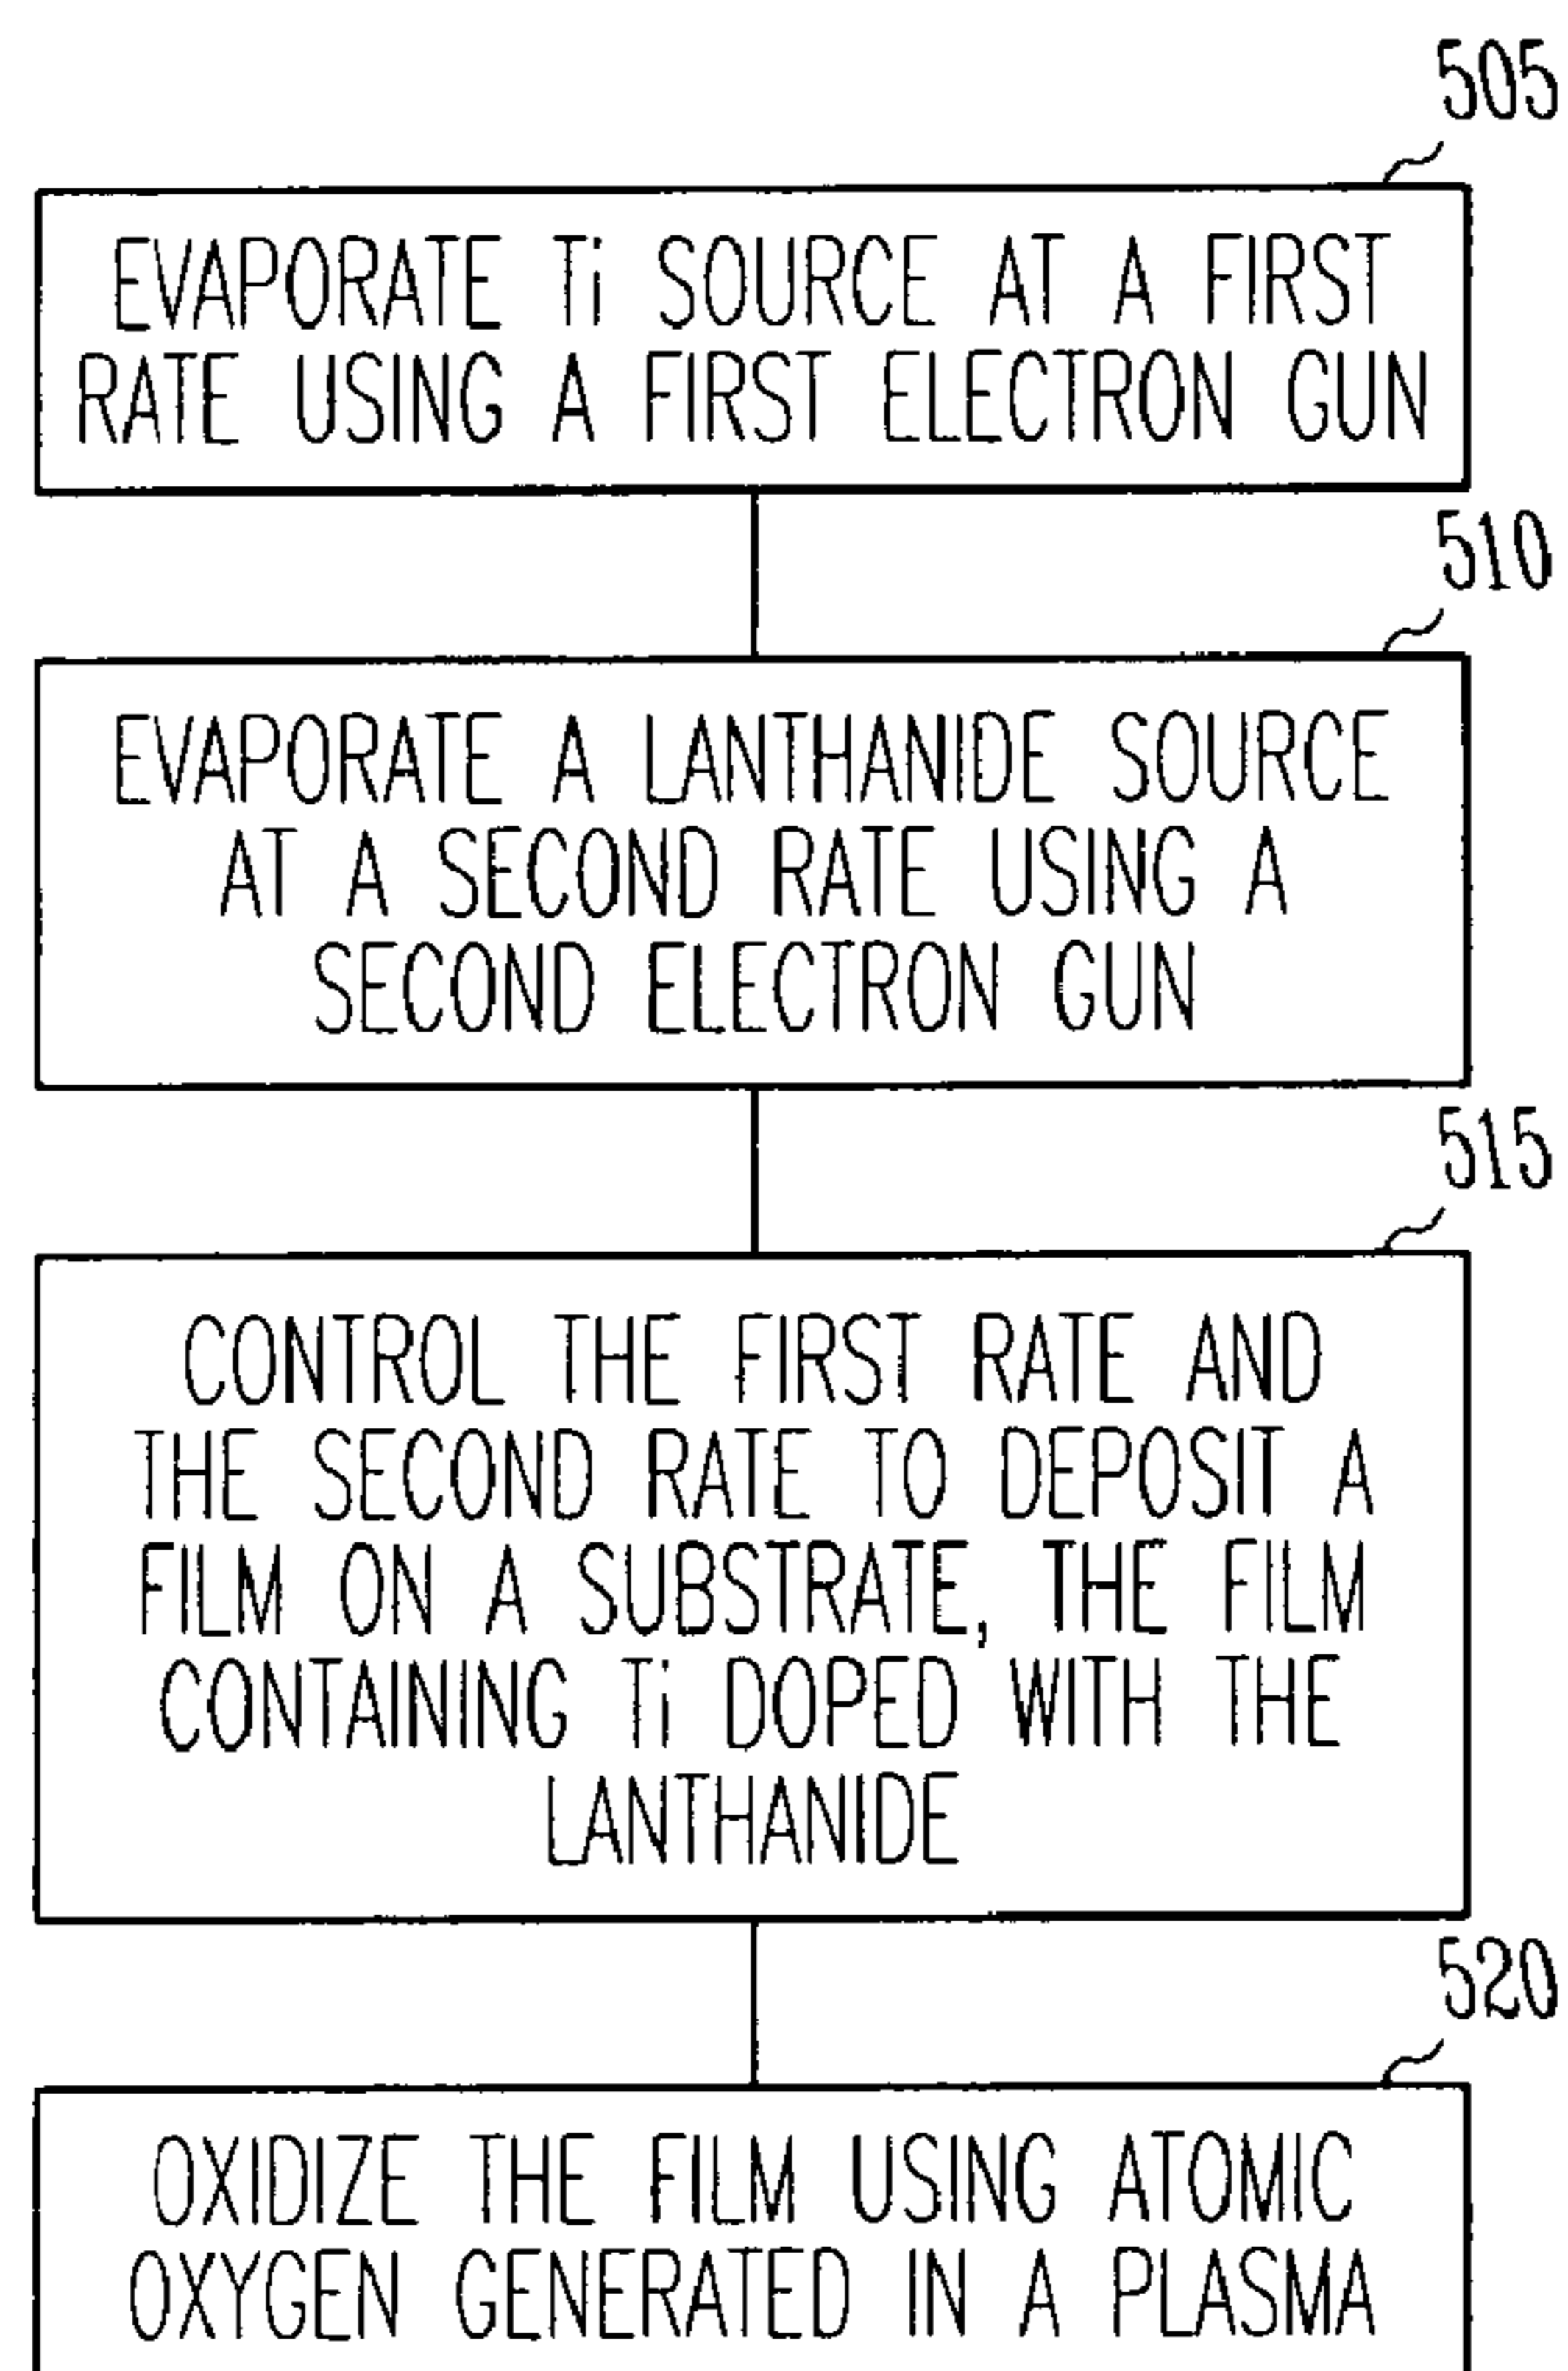 505
EVAPORATE Ti SOURCE AT A FIRST
RATE USING A FIRST ELECTRON GUN
510
EVAPORATE A LANTHANIDE SOURCE
AT A SECOND RATE USING A
SECOND ELECTRON GUN
515
CONTROL THE FIRST RATE AND
THE SECOND RATE TO DEPOSIT A
FILM ON A SUBSTRATE, THE FILM
CONTAINING Ti DOPED WITH THE
LANTHANIDE
520
OXIDIZE THE FILM USING ATOMIC
OXYGEN GENERATED IN A PLASMA